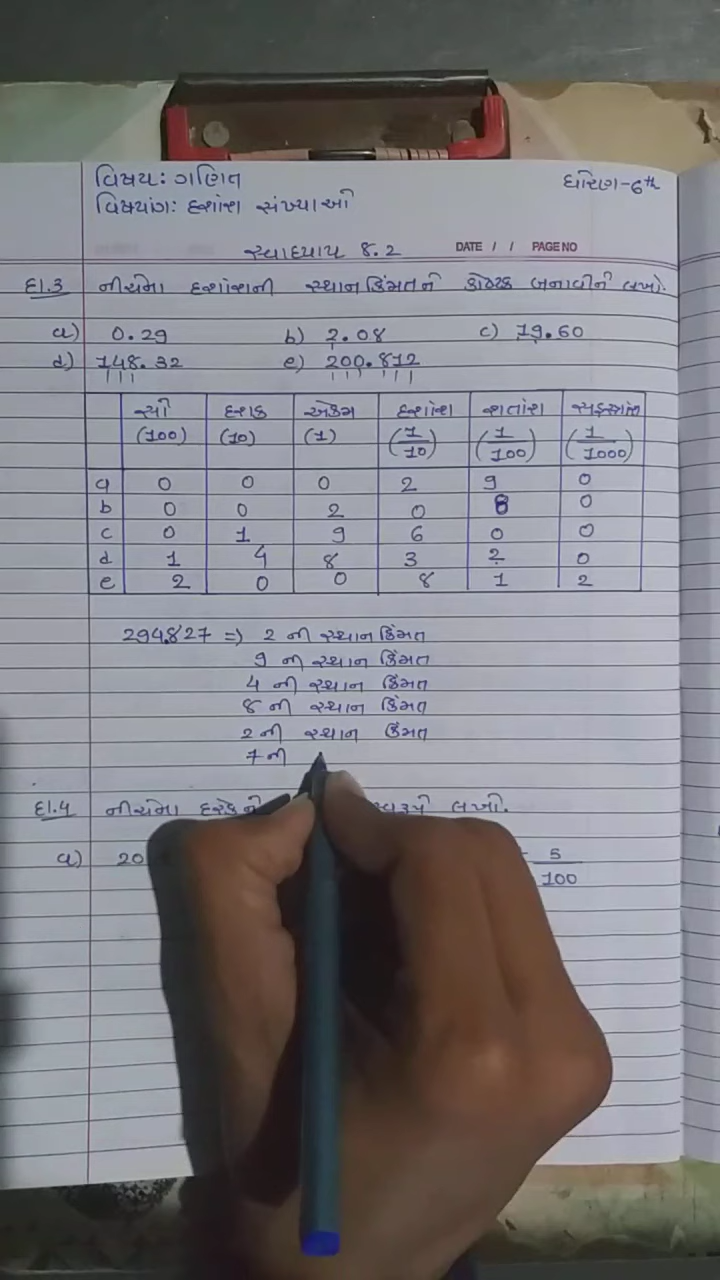 વિષય: ગણિત
ધોરણ-6th
વિષયાંગ: દશાંશ સંખ્યાઓ
સ્વાધ્યાય 8.2
DATE / / PAGE NO
દા.3 નીચેના દશાંશની સ્થાન કિંમતને કોષ્ટક બનાવીને લખો.
a) 0.29 b) 2.08 c) 19.60
d) 148.32 e) 200.812
સો દશક એકમ દશાંશ શતાંશ સહસ્ત્રાંશ
(100) (10) (1) (1/10) (1/100) (1/1000)
a 0 0 0 2 9 0
b 0 0 2 0 8 0
c 0 1 9 6 0 0
d 1 4 8 3 2 0
e 2 0 0 8 1 2
294.827 => 2 ની સ્થાન કિંમત
9 ની સ્થાન કિંમત
4 ની સ્થાન કિંમત
8 ની સ્થાન કિંમત
2 ની સ્થાન કિંમત
7 ની
દા.4 નીચેના લખો.
a) 20 5/100